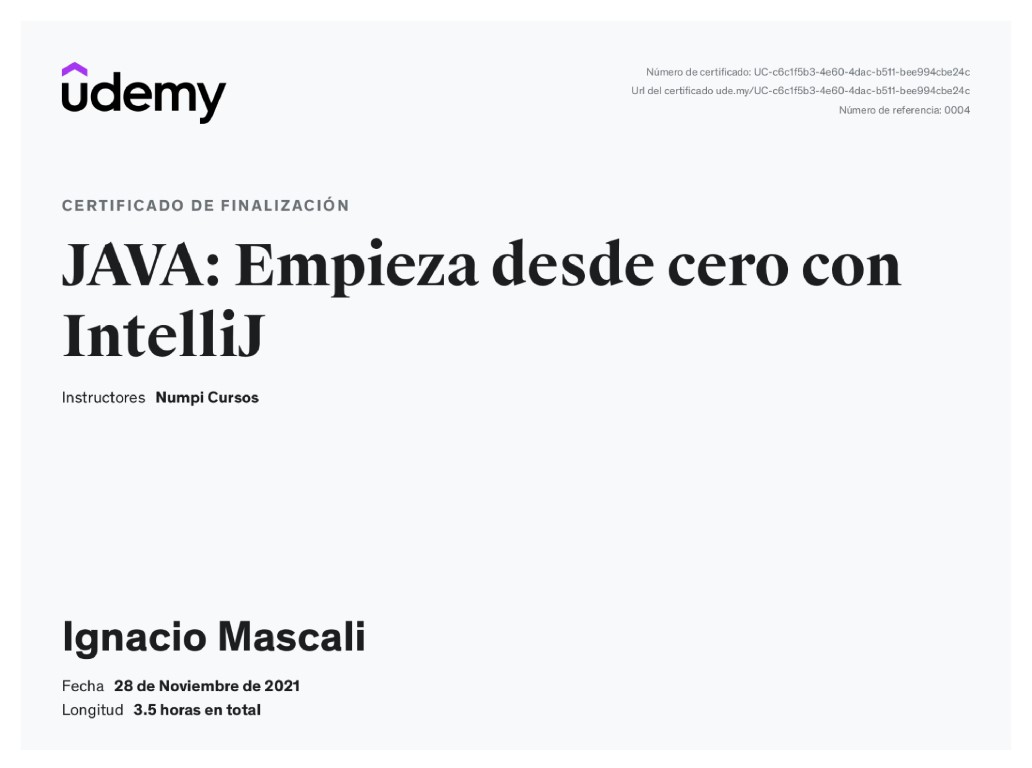 udemy
Número de certificado: UC-c6c1f5b3-4e60-4dac-b511-bee994cbe24c
Url del certificado ude.my/UC-c6c1f5b3-4e60-4dac-b511-bee994cbe24c
Número de referencia: 0004
CERTIFICADO DE FINALIZACIÓN
JAVA: Empieza desde cero con
IntelliJ
Instructores Numpi Cursos
Ignacio Mascali
Fecha 28 de Noviembre de 2021
Longitud 3.5 horas en total